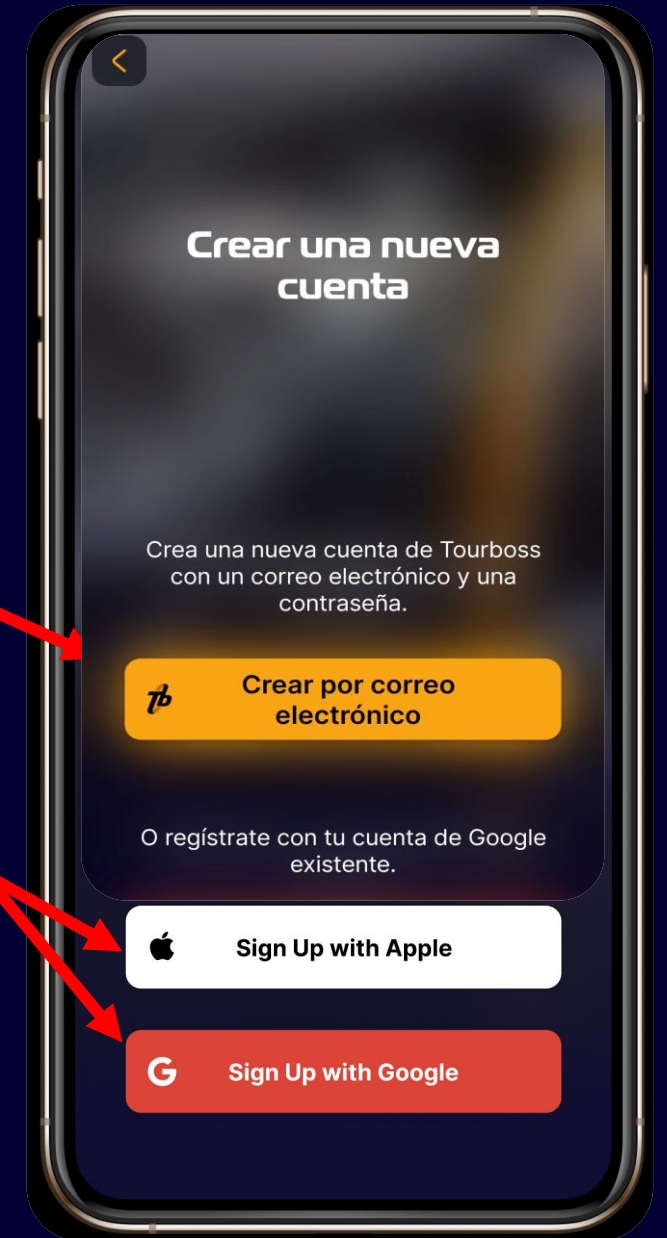 Crear una nueva
cuenta
Crea una nueva cuenta de Tourboss
con un correo electrónico y una
contraseña.
tb
Crear por correo
electrónico
O regístrate con tu cuenta de Google
existente.
Sign Up with Apple
G
Sign Up with Google